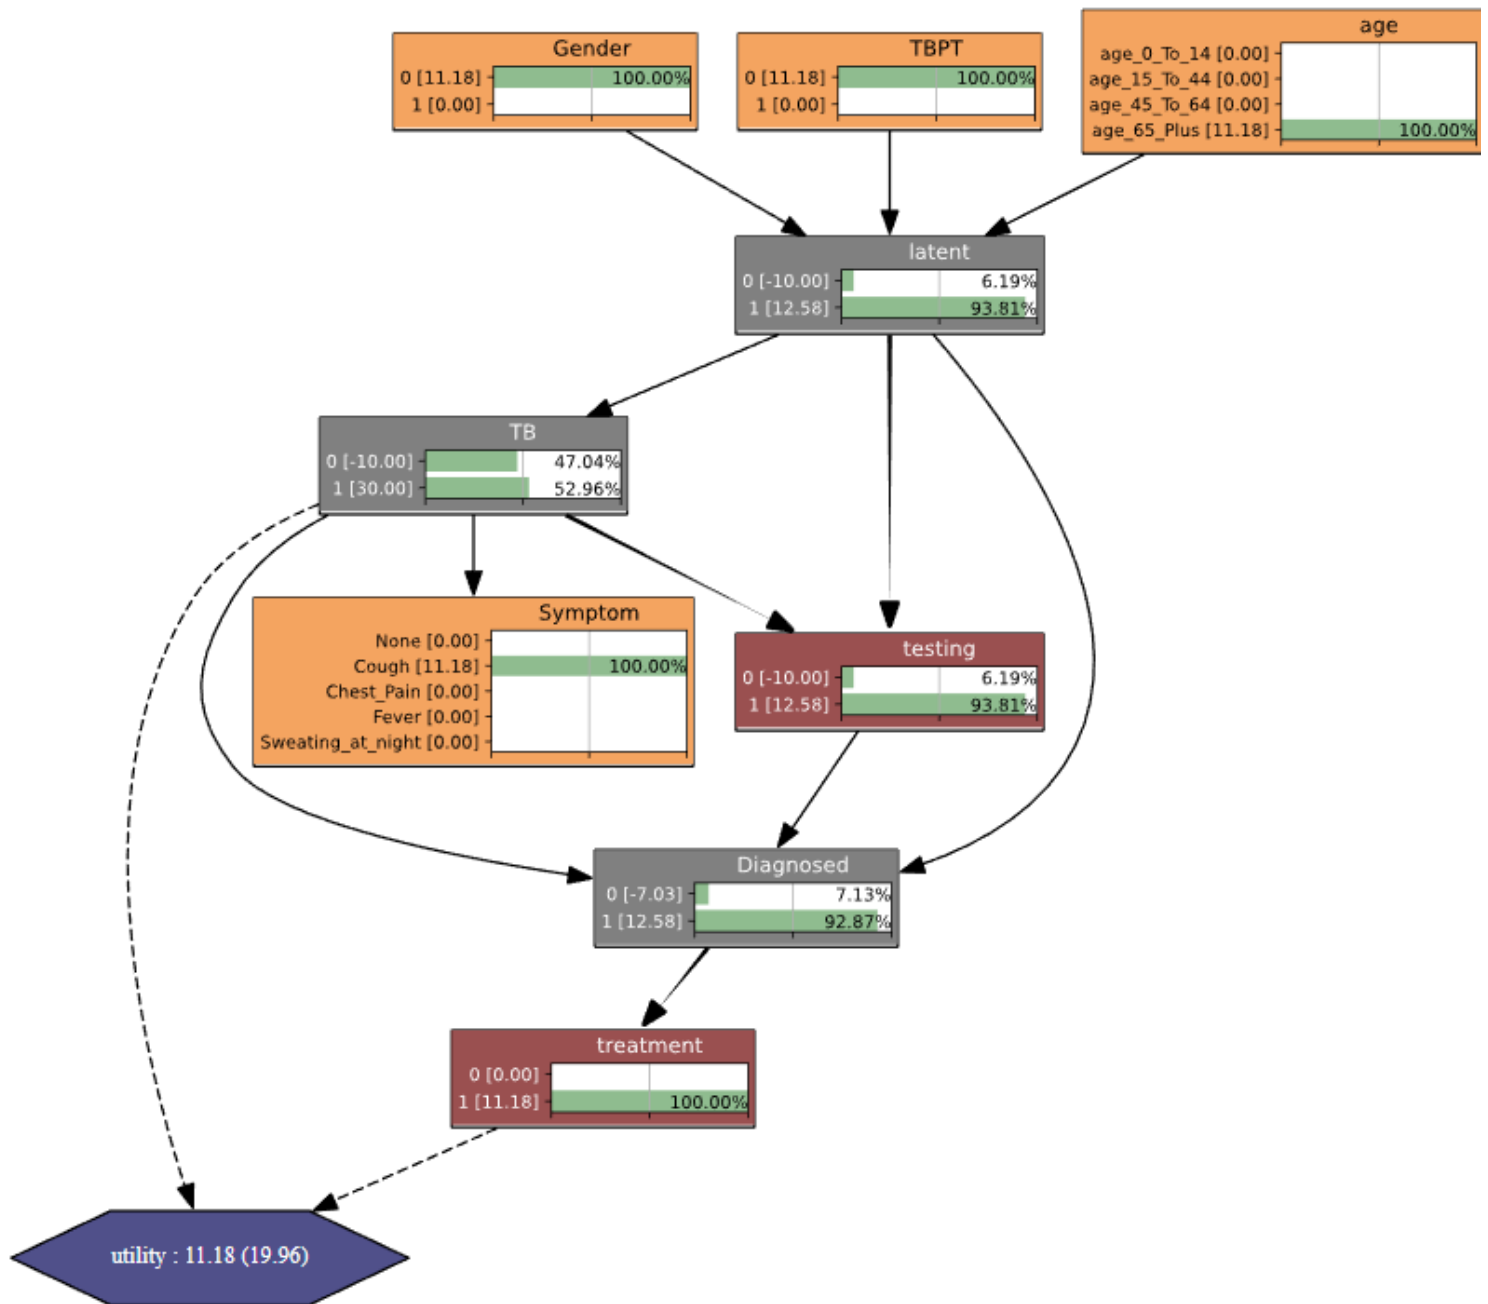 Gender
0 [11.18] 100.00%
1 [0.00]
TBPT
0 [11.18] 100.00%
1 [0.00]
age
age_0_To_14 [0.00]
age_15_To_44 [0.00]
age_45_To_64 [0.00]
age_65_Plus [11.18] 100.00%
latent
0 [-10.00] 6.19%
1 [12.58] 93.81%
TB
0 [-10.00] 47.04%
1 [30.00] 52.96%
Symptom
None [0.00]
Cough [11.18] 100.00%
Chest_Pain [0.00]
Fever [0.00]
Sweating_at_night [0.00]
testing
0 [-10.00] 6.19%
1 [12.58] 93.81%
Diagnosed
0 [-7.03] 7.13%
1 [12.58] 92.87%
treatment
0 [0.00]
1 [11.18] 100.00%
utility : 11.18 (19.96)